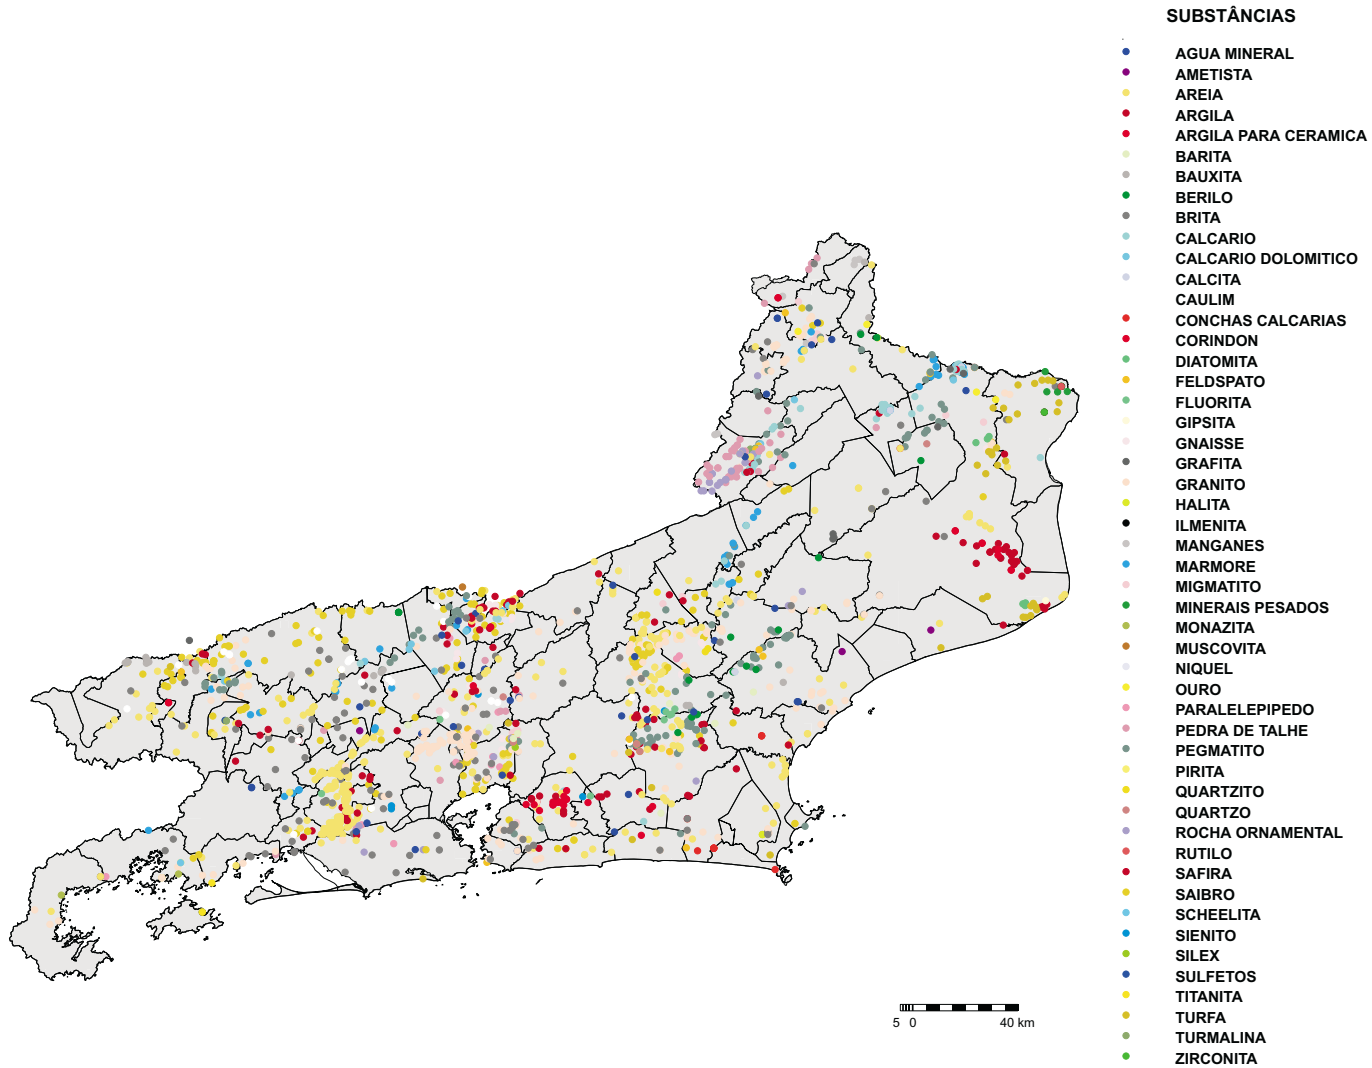 SUBSTÂNCIAS
AGUA MINERAL
AMETISTA
AREIA
ARGILA
ARGILA PARA CERAMICA
BARITA
BAUXITA
BERILO
BRITA
CALCARIO
CALCARIO DOLOMITICO
CALCITA
CAULIM
CONCHAS CALCARIAS
CORINDON
DIATOMITA
FELDSPATO
FLUORITA
GIPSITA
GNAISSE
GRAFITA
GRANITO
HALITA
ILMENITA
MANGANES
MARMORE
MIGMATITO
MINERAIS PESADOS
MONAZITA
MUSCOVITA
NIQUEL
OURO
PARALELEPIPEDO
PEDRA DE TALHE
PEGMATITO
PIRITA
QUARTZITO
QUARTZO
ROCHA ORNAMENTAL
RUTILO
SAFIRA
SAIBRO
SCHEELITA
SIENITO
SILEX
SULFETOS
TITANITA
TURFA
TURMALINA
ZIRCONITA
5 0 40 km